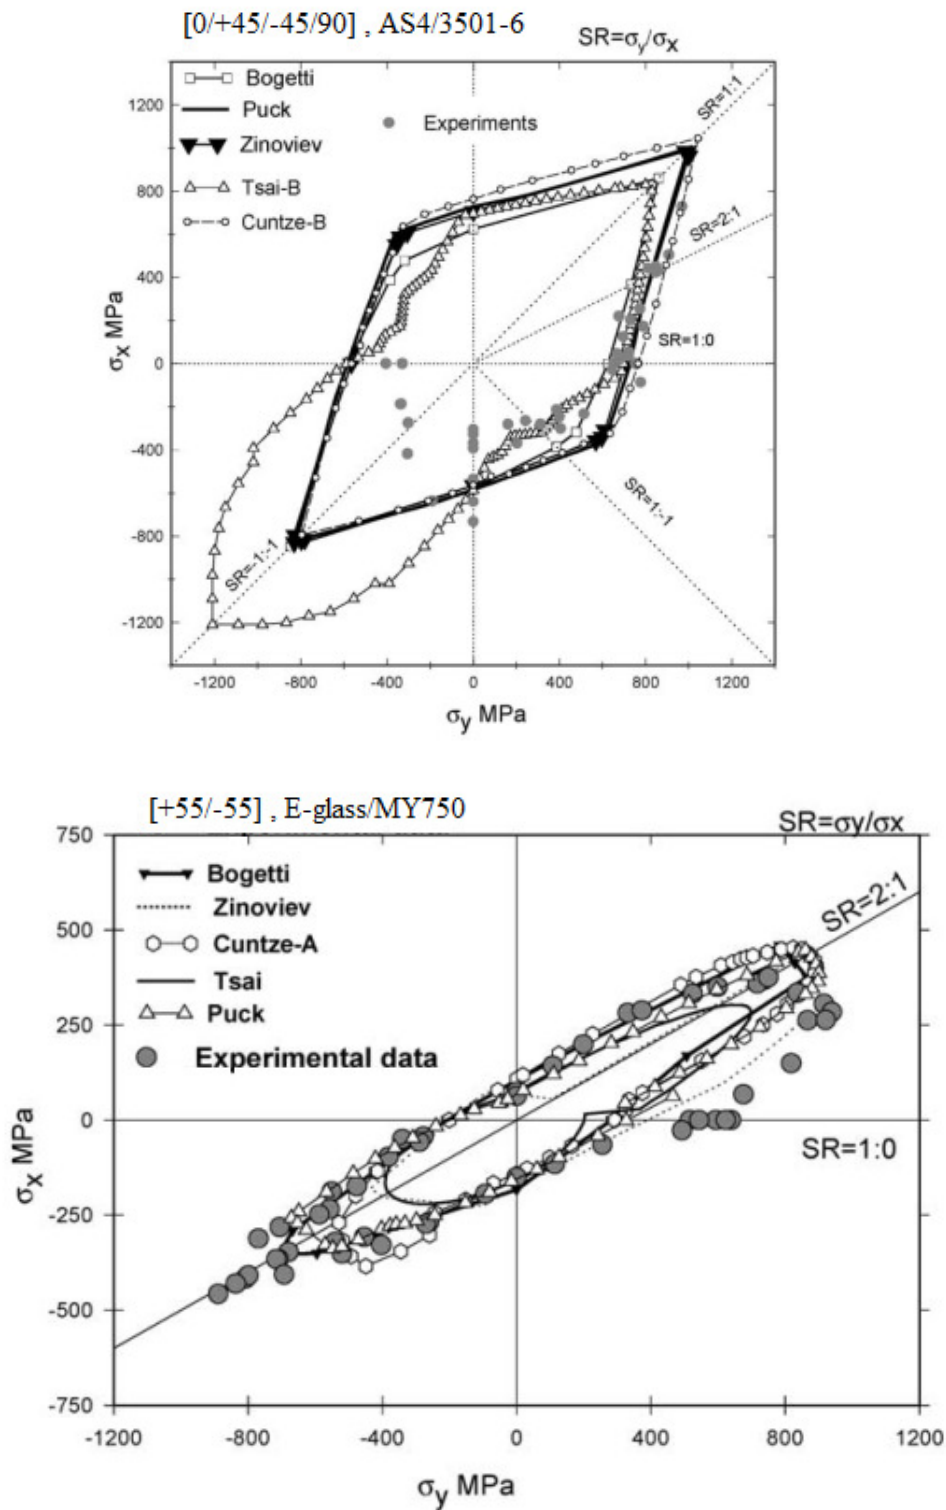 [0/+45/-45/90] , AS4/3501-6
SR=σy/σx
Bogetti
Puck
Zinoviev
Tsai-B
Cuntze-B
Experiments
SR=1:1
SR=2:1
SR=1:0
SR=1:-1
SR=-1:-1
1200
800
400
0
-400
-800
-1200
σx MPa
-1200 -800 -400 0 400 800 1200
σy MPa
[+55/-55] , E-glass/MY750
SR=σy/σx
Bogetti
Zinoviev
Cuntze-A
Tsai
Puck
Experimental data
SR=2:1
SR=1:0
750
500
250
0
-250
-500
-750
σx MPa
-1200 -800 -400 0 400 800 1200
σy MPa